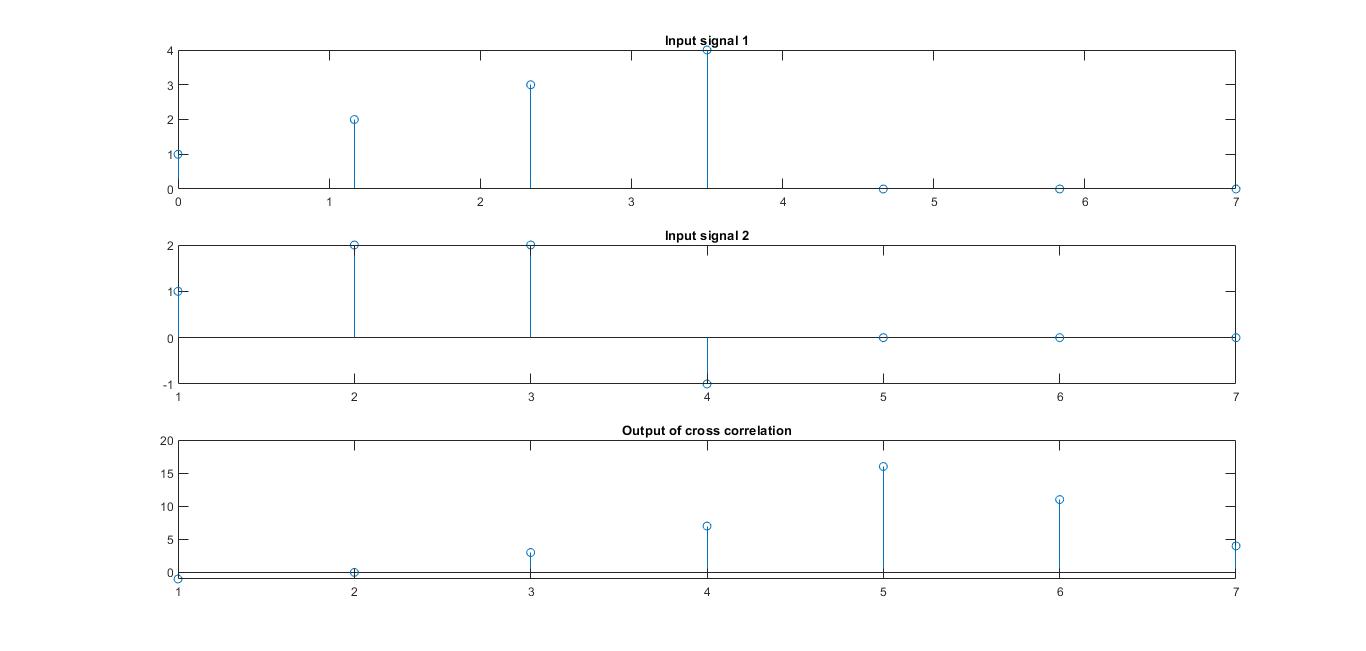 Input signal 1
4
3
2
1
0
0 1 2 3 4 5 6 7
Input signal 2
2
1
0
-1
1 2 3 4 5 6 7
Output of cross correlation
20
15
10
5
0
1 2 3 4 5 6 7